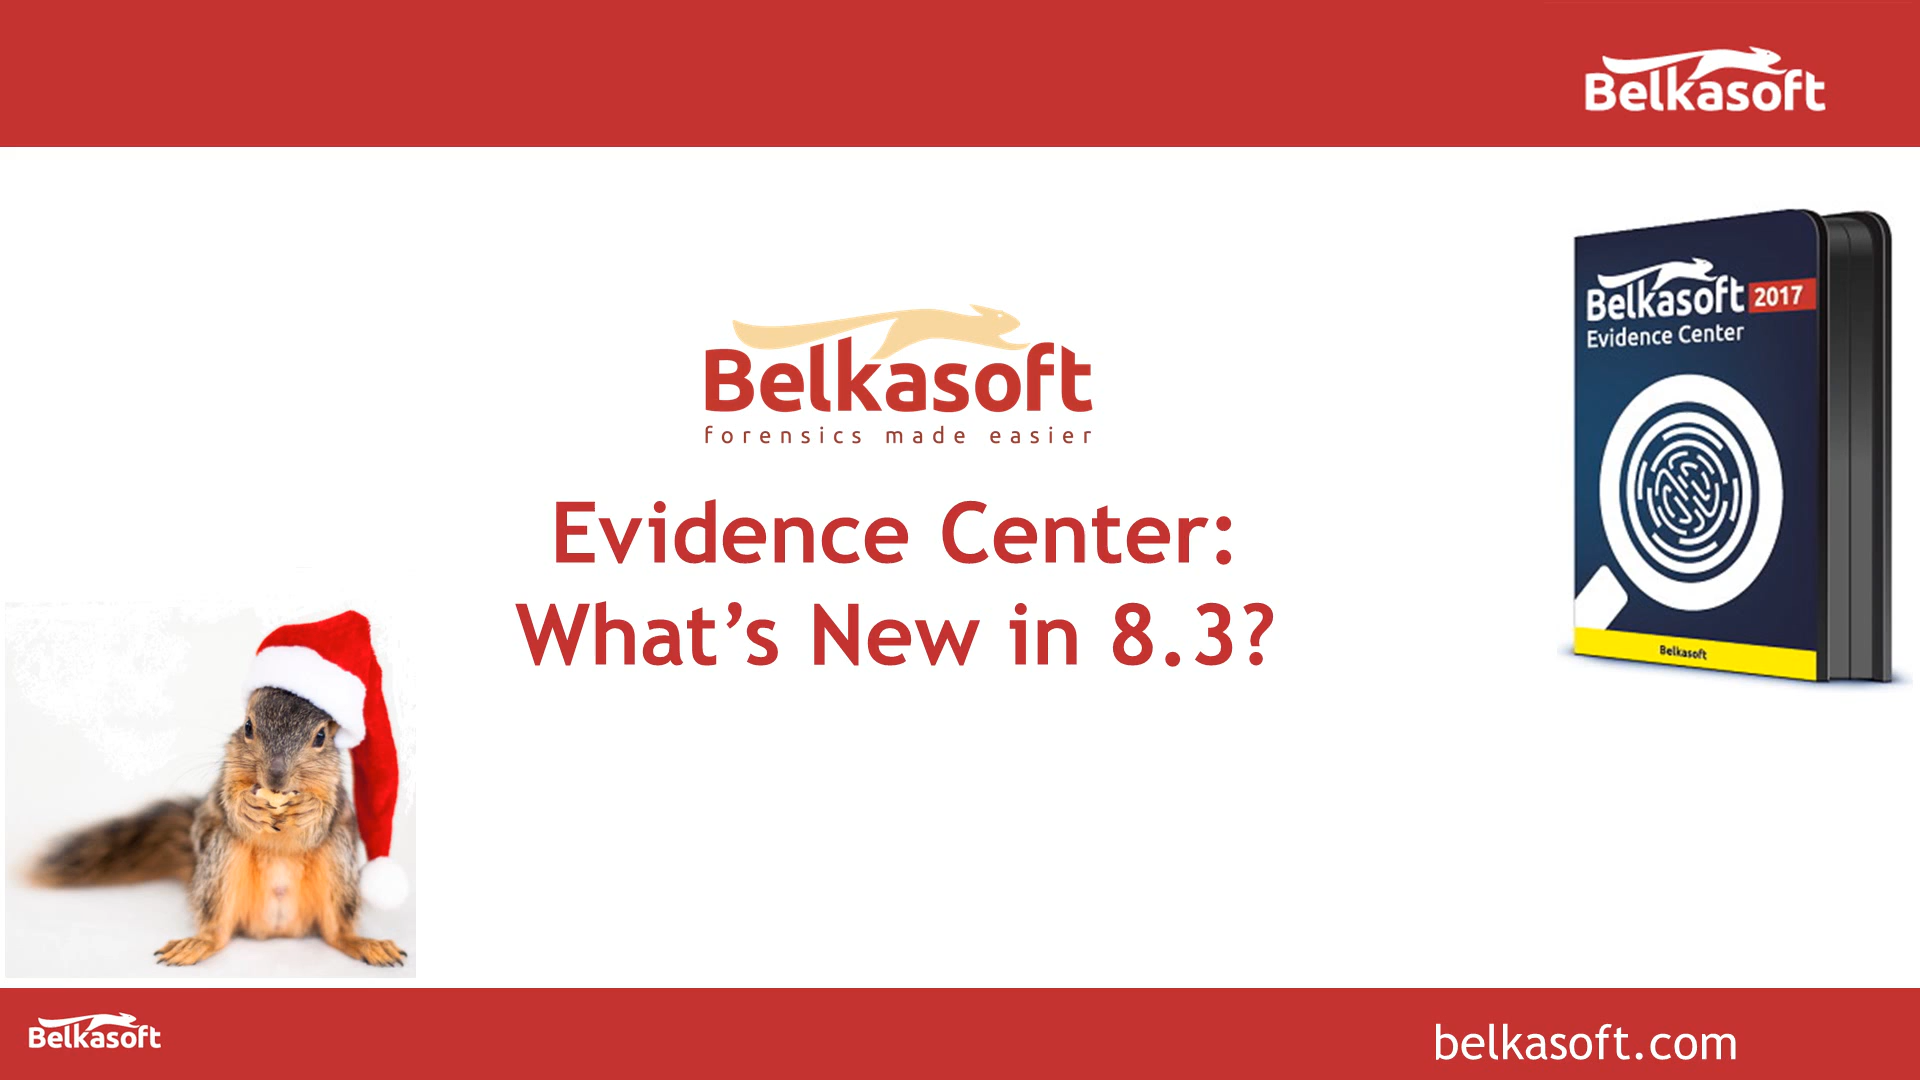 Belkasoft
Belkasoft 2017
Evidence Center
Belkasoft
Belkasoft
forensics made easier
Evidence Center:
What’s New in 8.3?
Belkasoft
belkasoft.com